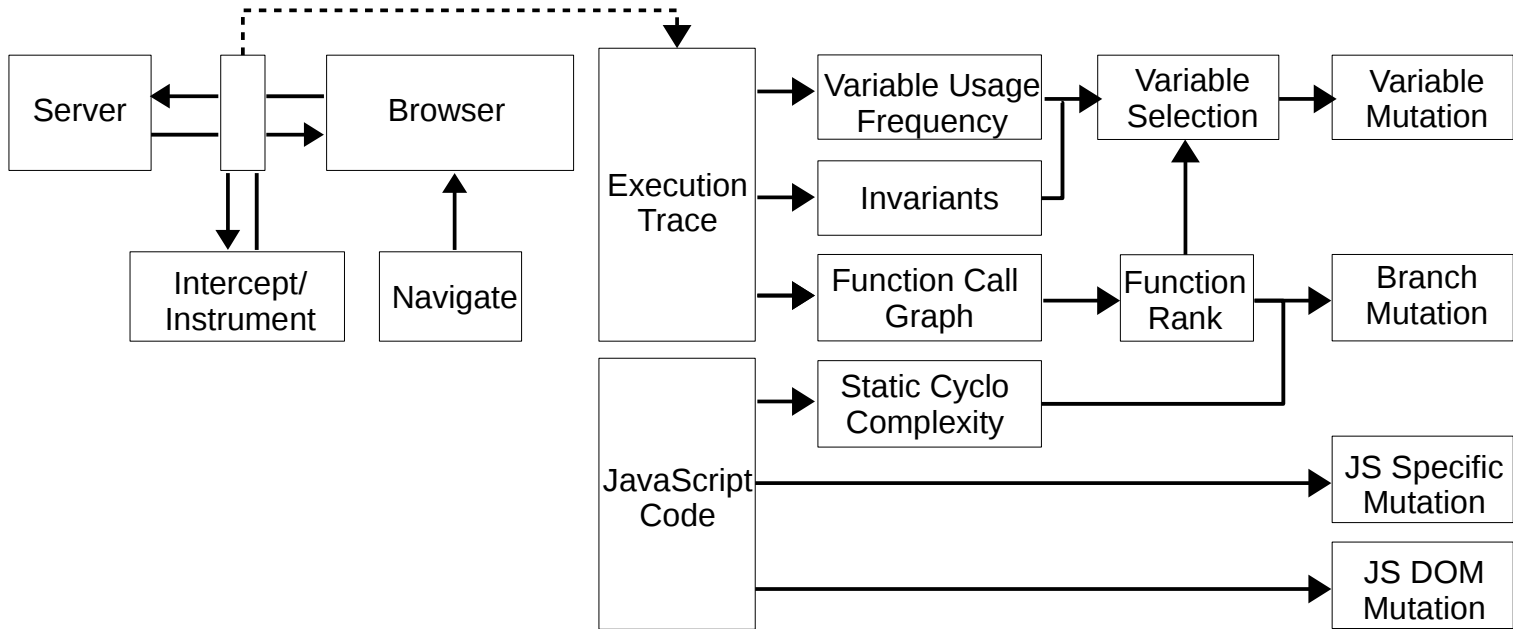 Server
Browser
Intercept/
Instrument
Navigate
Execution
Trace
Variable Usage
Frequency
Variable
Selection
Variable
Mutation
Invariants
Function Call
Graph
Function
Rank
Branch
Mutation
JavaScript
Code
Static Cyclo
Complexity
JS Specific
Mutation
JS DOM
Mutation